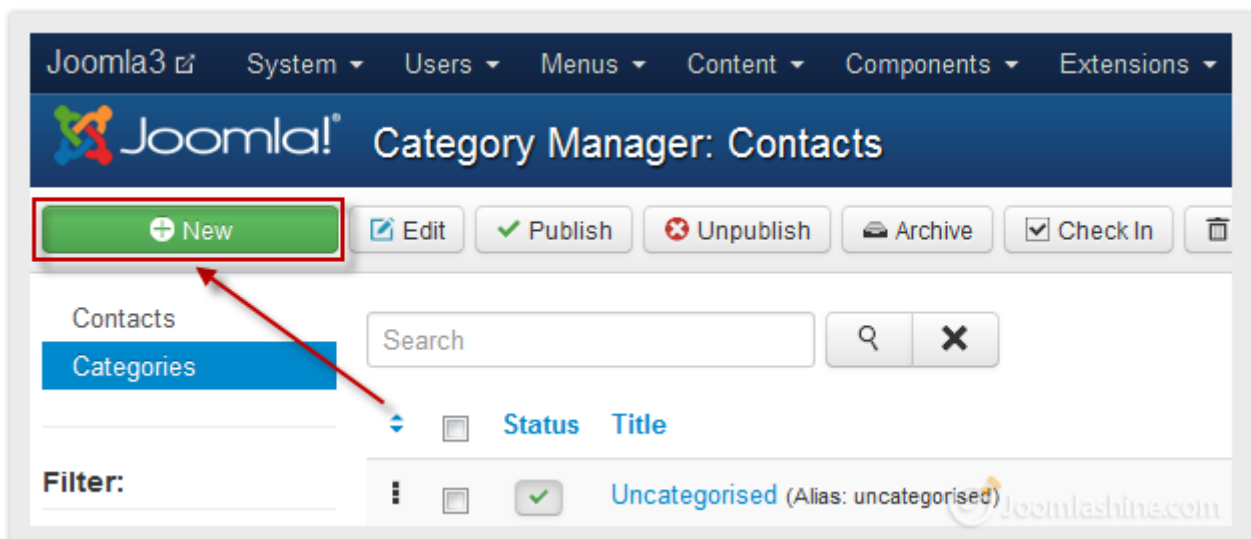 Joomla3 System Users Menus Content Components Extensions
Joomla!® Category Manager: Contacts
New Edit Publish Unpublish Archive Check In
Contacts
Search
Categories
Status Title
Filter:
Uncategorised (Alias: uncategorised)
Joomlashine.com